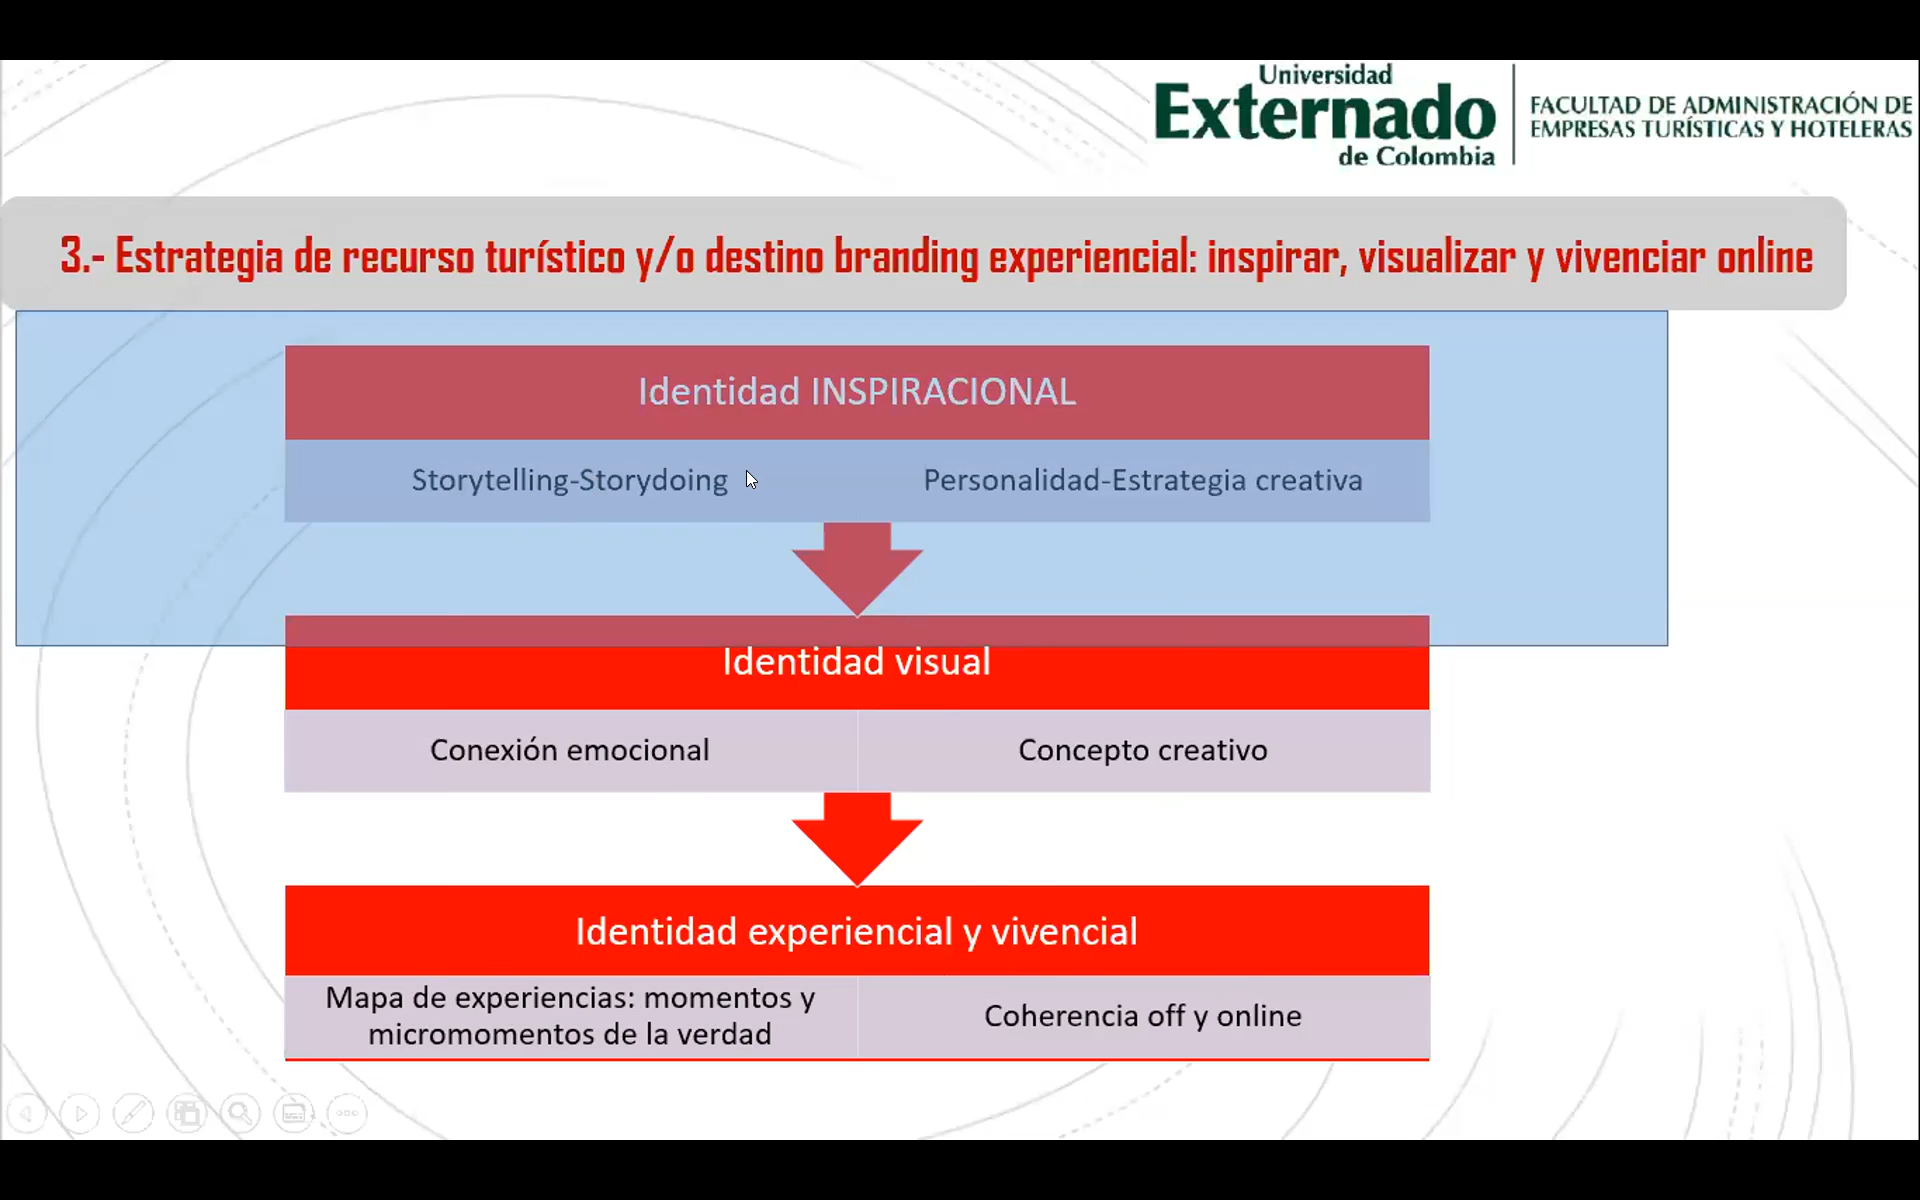 Universidad
Externado
de Colombia
FACULTAD DE ADMINISTRACIÓN DE
EMPRESAS TURÍSTICAS Y HOTELERAS
3.- Estrategia de recurso turístico y/o destino branding experiencial: inspirar, visualizar y vivenciar online
Identidad INSPIRACIONAL
Storytelling-Storydoing
Personalidad-Estrategia creativa
Identidad visual
Conexión emocional
Concepto creativo
Identidad experiencial y vivencial
Mapa de experiencias: momentos y
micromomentos de la verdad
Coherencia off y online